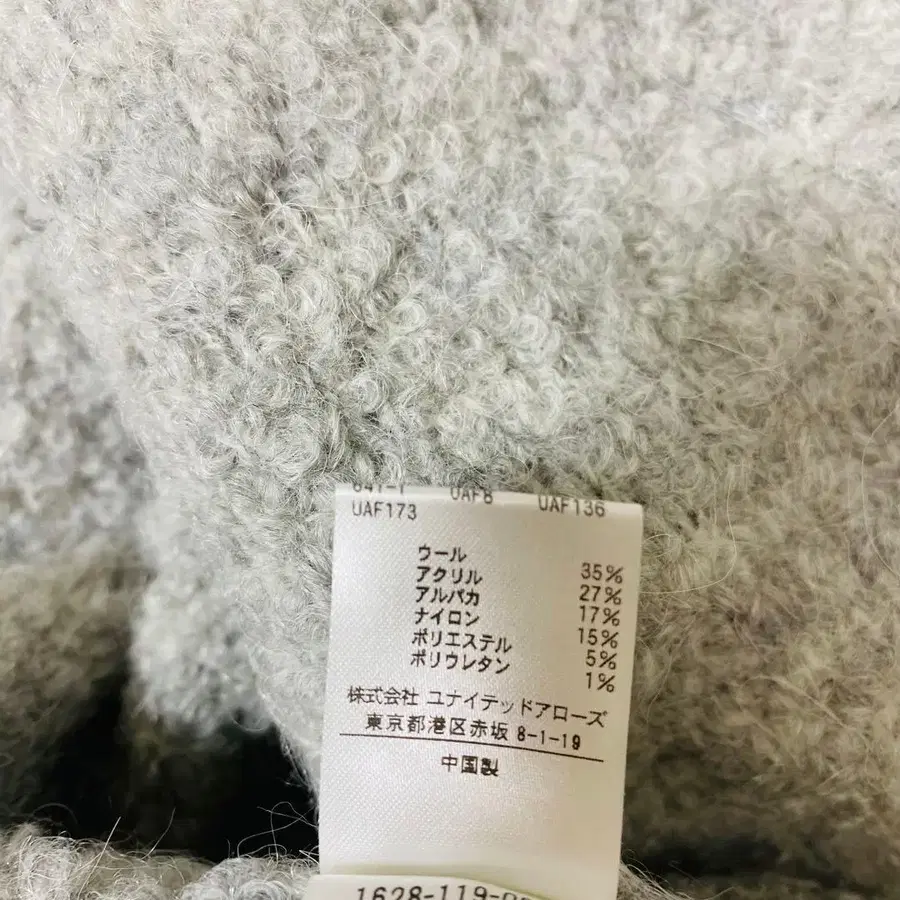 UAF8 UAF136
UAF173
ウール 35%
アクリル 27%
アルパカ 17%
ナイロン 15%
ポリエステル 5%
ポリウレタン 1%
株式会社 ユナイテッドアローズ
東京都港区赤坂 8-1-19
中国製
1628-119-